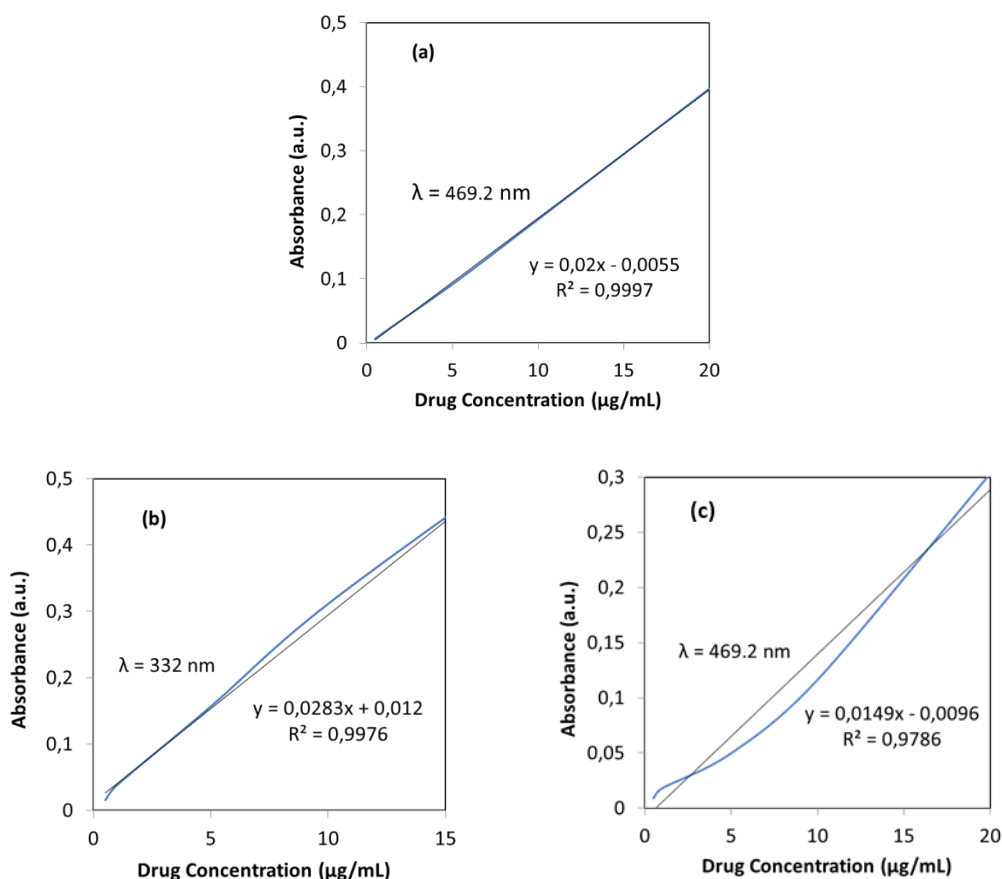 (a)
Absorbance (a.u.)
0,5
0,4
0,3
0,2
0,1
0
λ = 469.2 nm
y = 0,02x - 0,0055
R² = 0,9997
0 5 10 15 20
Drug Concentration (µg/mL)
(b)
Absorbance (a.u.)
0,5
0,4
0,3
0,2
0,1
0
λ = 332 nm
y = 0,0283x + 0,012
R² = 0,9976
0 5 10 15
Drug Concentration (µg/mL)
(c)
Absorbance (a.u.)
0,3
0,25
0,2
0,15
0,1
0,05
0
λ = 469.2 nm
y = 0,0149x - 0,0096
R² = 0,9786
0 5 10 15 20
Drug Concentration (µg/mL)